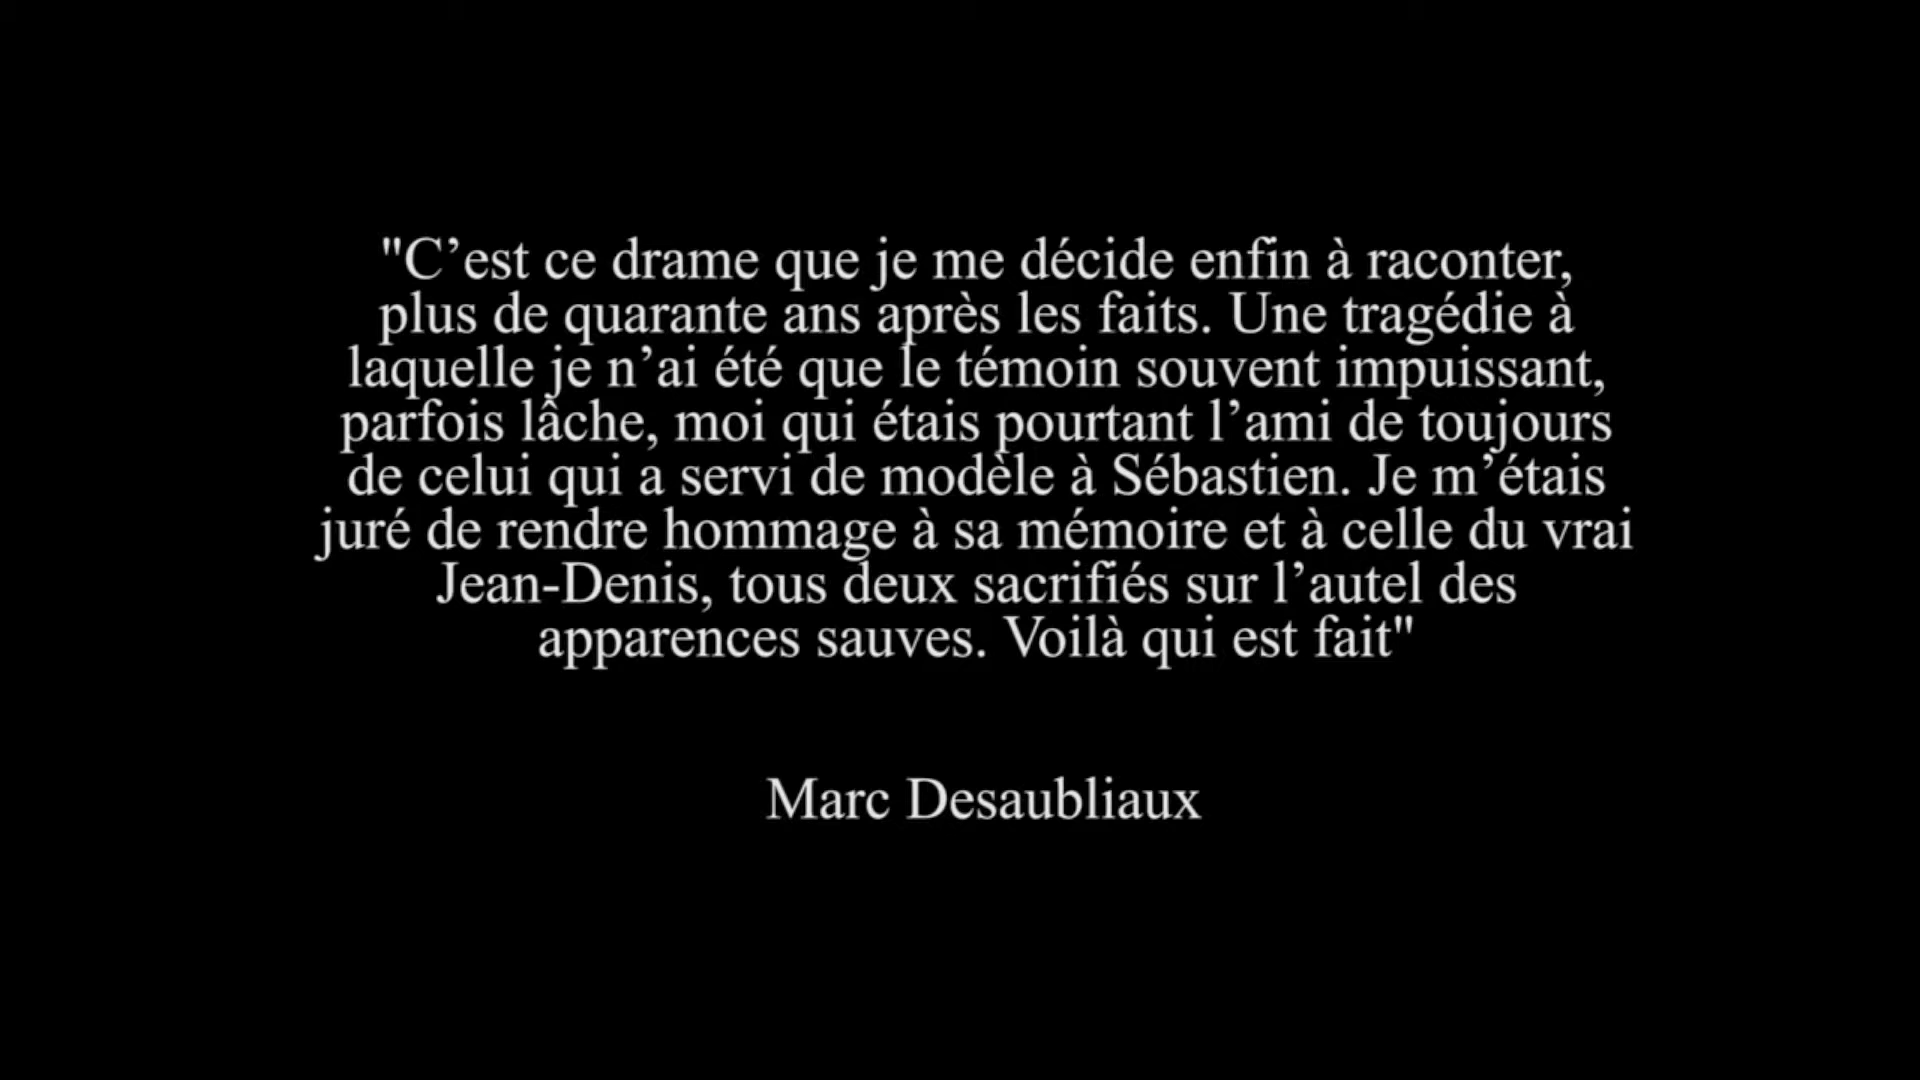 "C’est ce drame que je me décide enfin à raconter,
plus de quarante ans après les faits. Une tragédie à
laquelle je n’ai été que le témoin souvent impuissant,
parfois lâche, moi qui étais pourtant l’ami de toujours
de celui qui a servi de modèle à Sébastien. Je m’étais
juré de rendre hommage à sa mémoire et à celle du vrai
Jean-Denis, tous deux sacrifiés sur l’autel des
apparences sauves. Voilà qui est fait"
Marc Desaubliaux